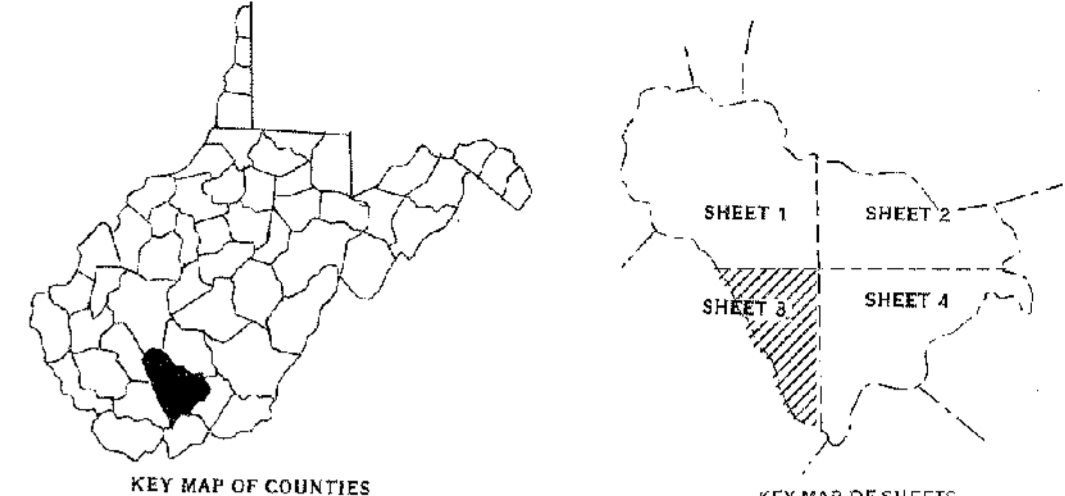 SHEET 1
SHEET 2
SHEET 3
SHEET 4
KEY MAP OF COUNTIES
KEY MAP OF SHEETS